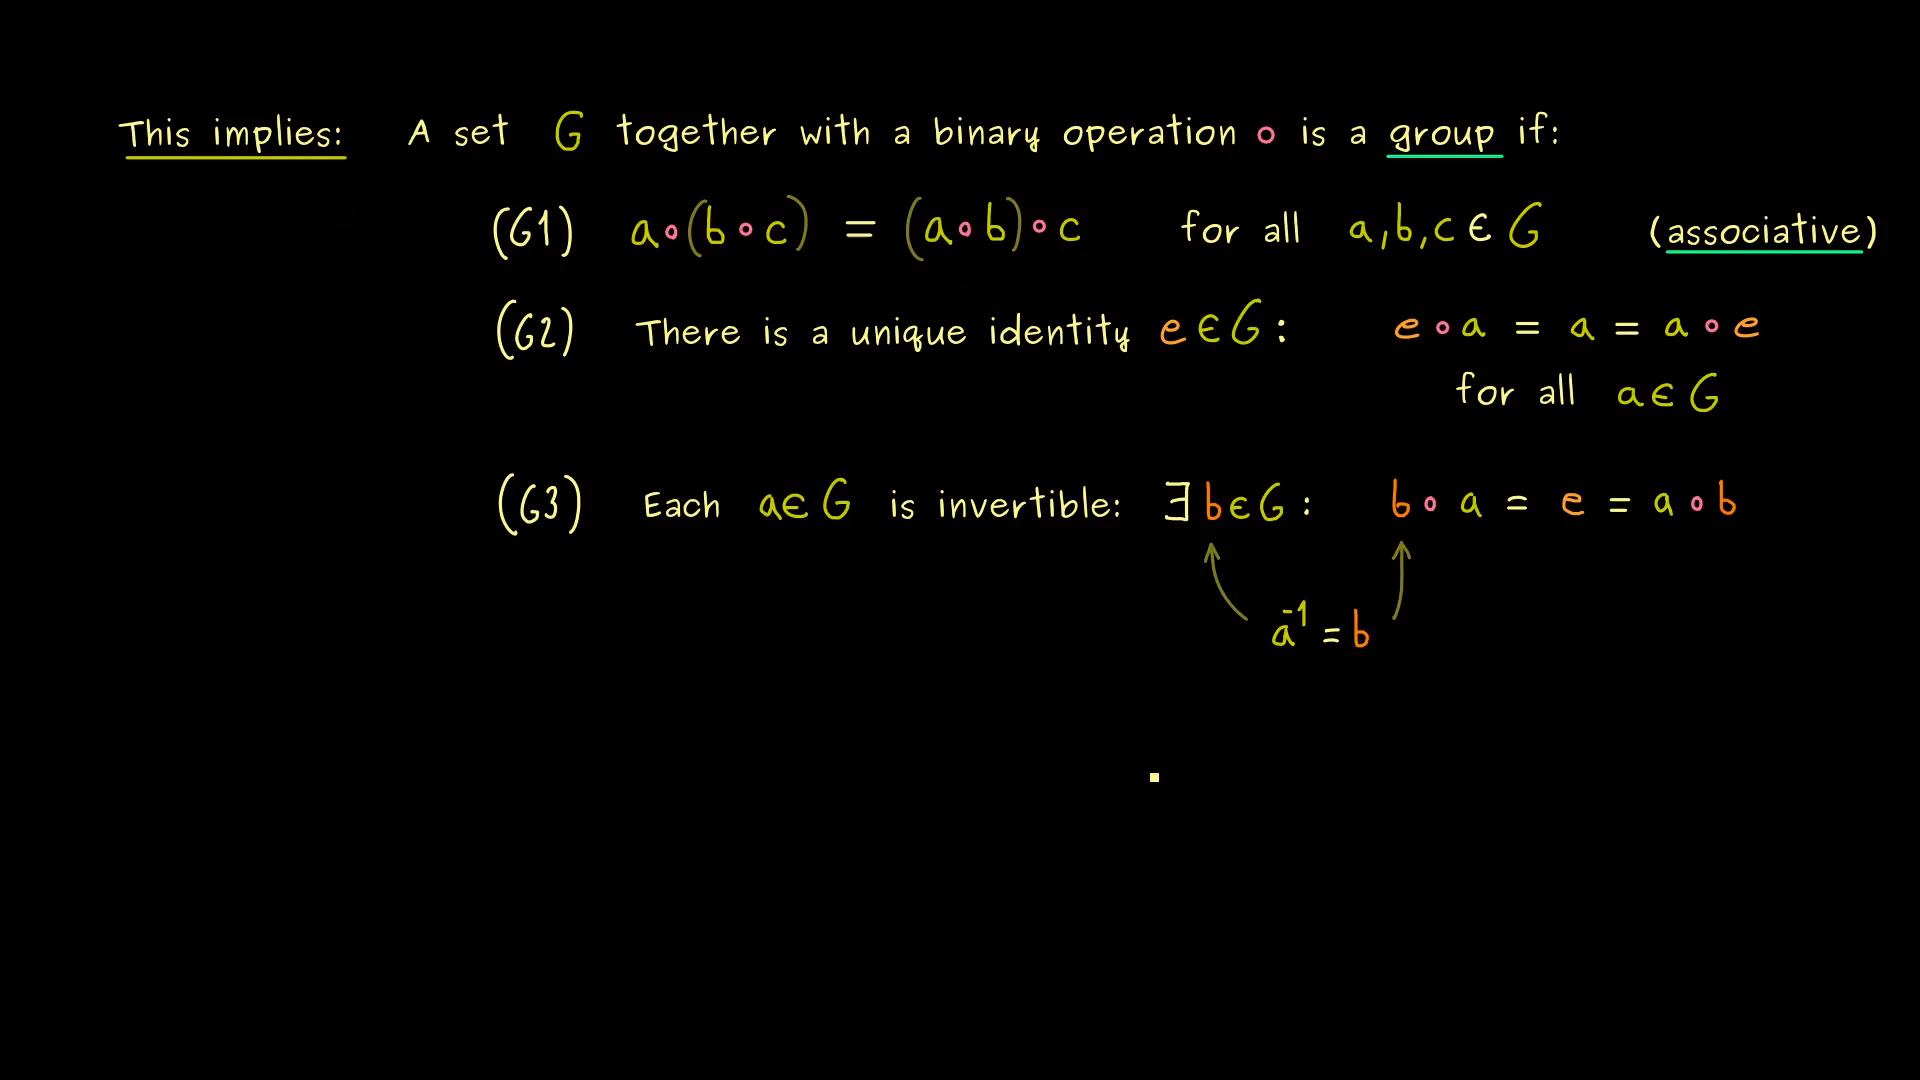 This implies: A set G together with a binary operation ∘ is a group if:
(G1) a∘(b∘c) = (a∘b)∘c for all a,b,c ∈ G (associative)
(G2) There is a unique identity e ∈ G: e∘a = a = a∘e
for all a ∈ G
(G3) Each a ∈ G is invertible: ∃ b ∈ G: b∘a = e = a∘b
a⁻¹ = b